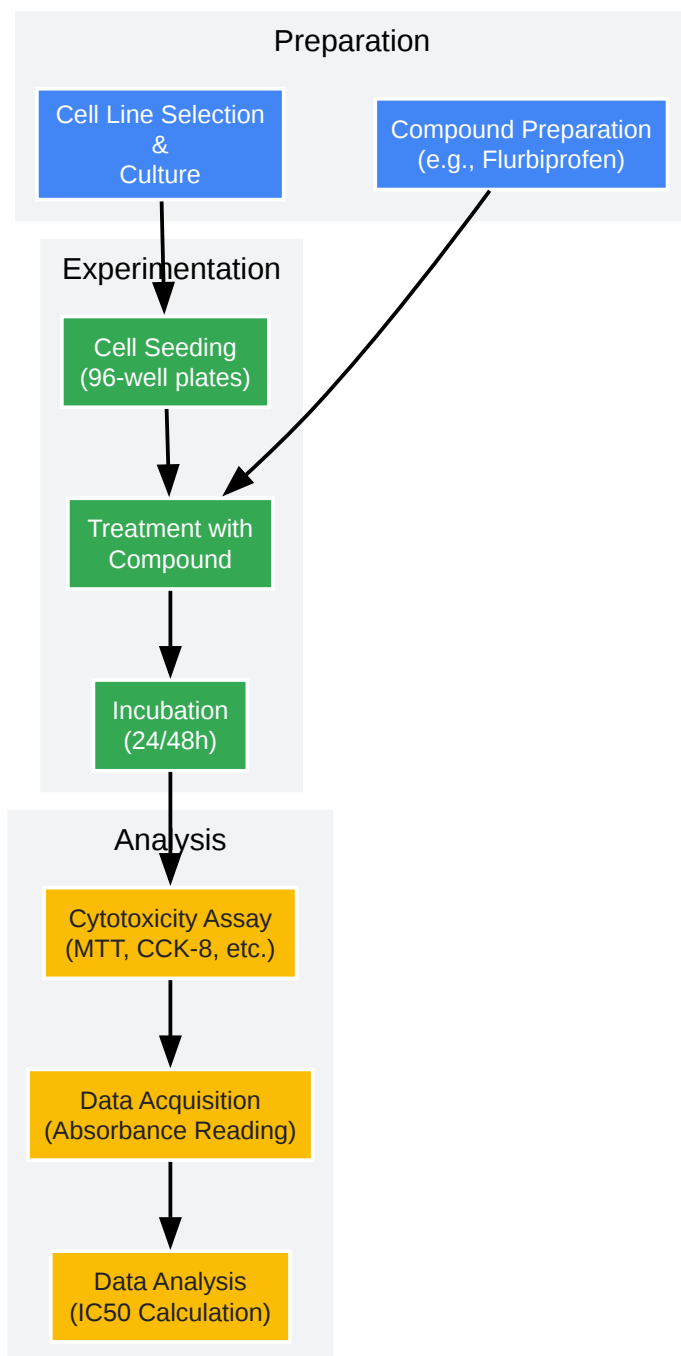 Preparation
Cell Line Selection
&
Culture
Compound Preparation
(e.g., Flurbiprofen)
Experimentation
Cell Seeding
(96-well plates)
Treatment with
Compound
Incubation
(24/48h)
Analysis
Cytotoxicity Assay
(MTT, CCK-8, etc.)
Data Acquisition
(Absorbance Reading)
Data Analysis
(IC50 Calculation)